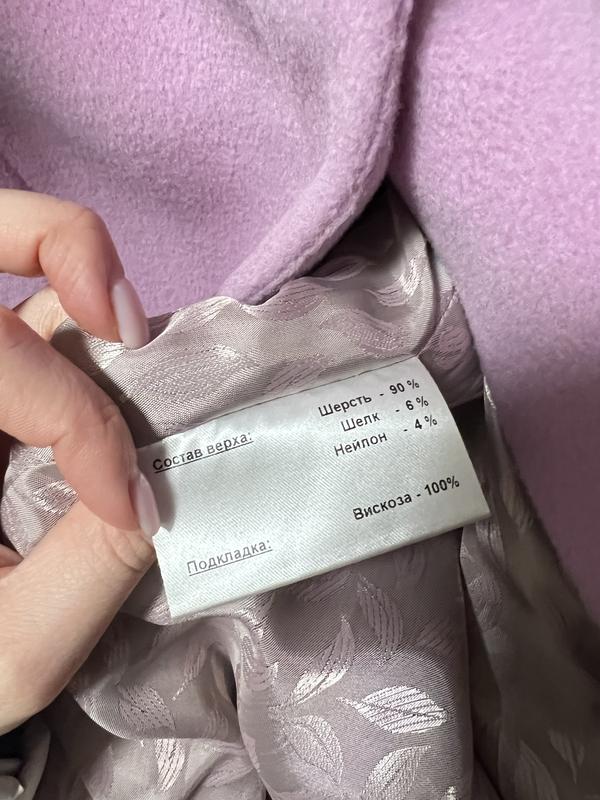 Состав верха:
Шерсть - 90 %
Шелк - 6 %
Нейлон - 4 %
Подкладка:
Вискоза - 100%